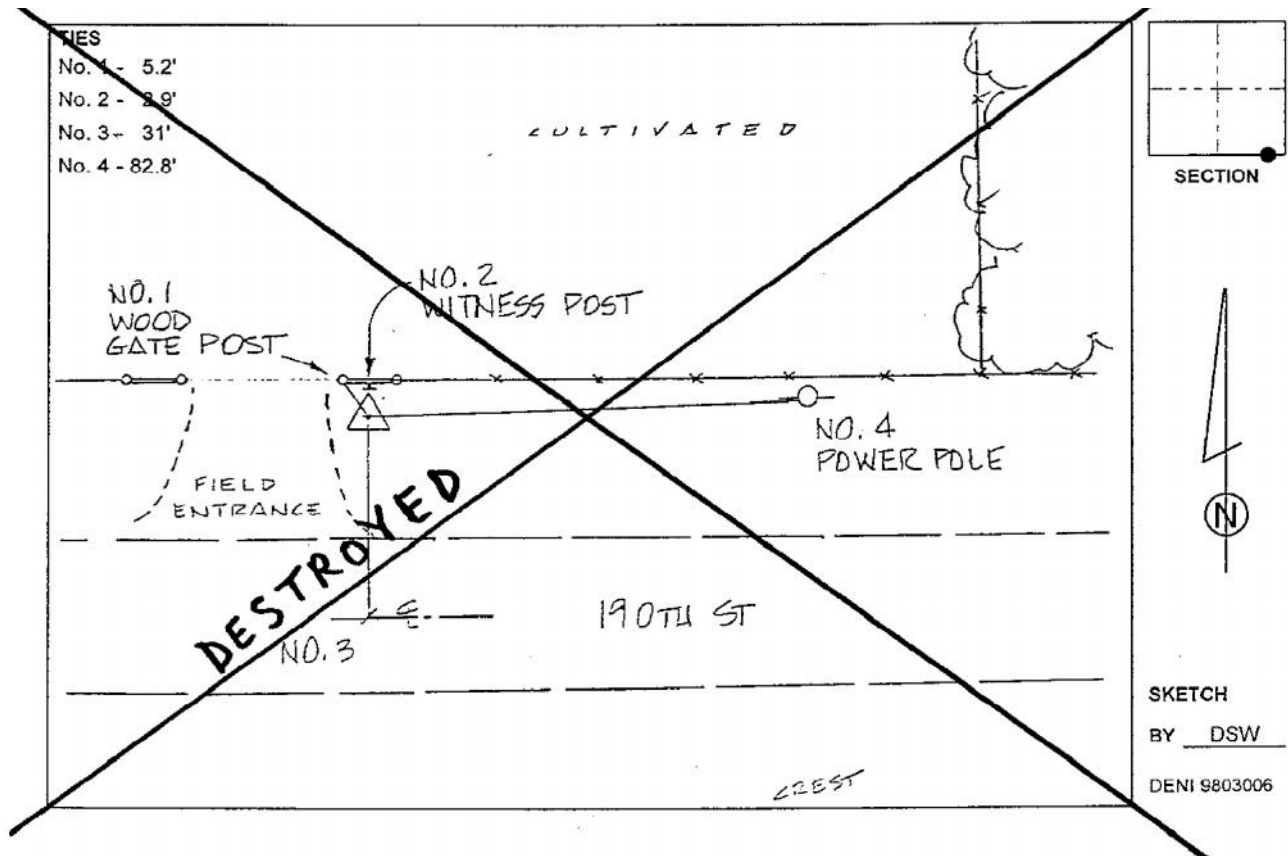 TIES
No. 1 - 5.2'
No. 2 - 2.9'
No. 3 - 31'
No. 4 - 82.8'
CULTIVATED
SECTION
NO. 1
WOOD
GATE POST
NO. 2
WITNESS POST
NO. 4
POWER POLE
FIELD
ENTRANCE
N
DESTROYED
℄
190TH ST
NO. 3
SKETCH
BY DSW
CREST
DENI 9803006